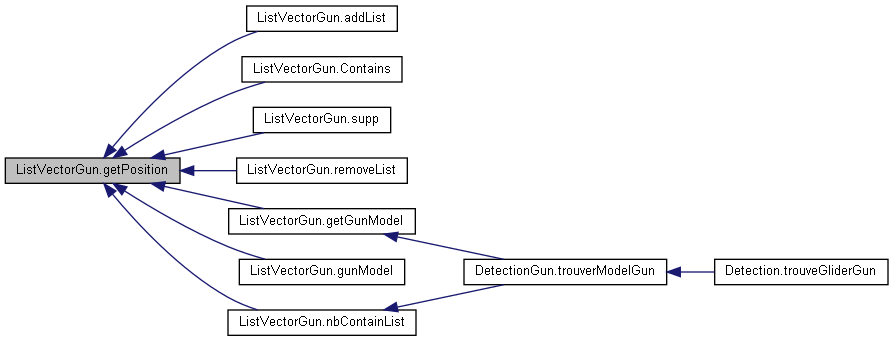 ListVectorGun.addList
ListVectorGun.Contains
ListVectorGun.supp
ListVectorGun.getPosition
ListVectorGun.removeList
ListVectorGun.getGunModel
ListVectorGun.gunModel
DetectionGun.trouverModelGun
Detection.trouveGliderGun
ListVectorGun.nbContainList